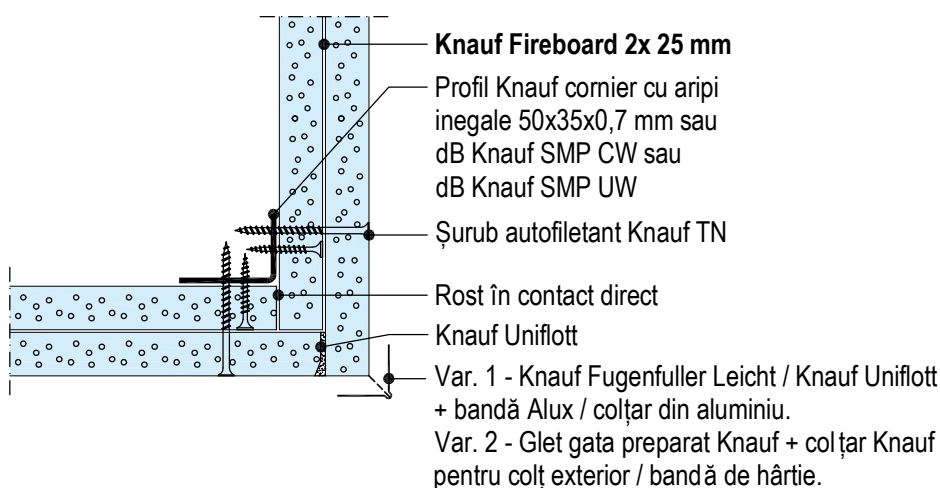 Knauf Fireboard 2x 25 mm
Profil Knauf cornier cu aripi
inegale 50x35x0,7 mm sau
dB Knauf SMP CW sau
dB Knauf SMP UW
Șurub autofiletant Knauf TN
Rost în contact direct
Knauf Uniflott
Var. 1 - Knauf Fugenfuller Leicht / Knauf Uniflott
+ bandă Alux / colțar din aluminiu.
Var. 2 - Glet gata preparat Knauf + colțar Knauf
pentru colț exterior / bandă de hârtie.